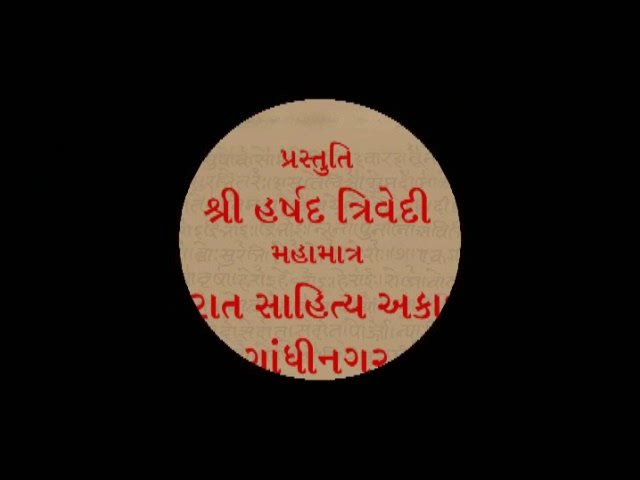 પ્રસ્તુતિ
શ્રી હર્ષદ ત્રિવેદી
મહામાત્ર
રાત સાહિત્ય અકા
ગાંધીનગર